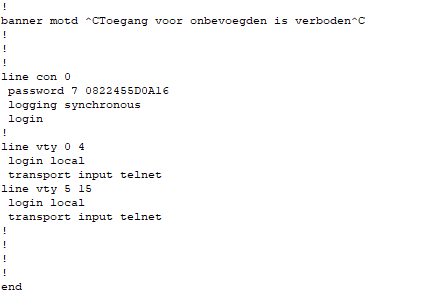 !
banner motd ^CToegang voor onbevoegden is verboden^C
!
!
!
line con 0
 password 7 0822455D0A16
 logging synchronous
 login
!
line vty 0 4
 login local
 transport input telnet
line vty 5 15
 login local
 transport input telnet
!
!
!
!
end